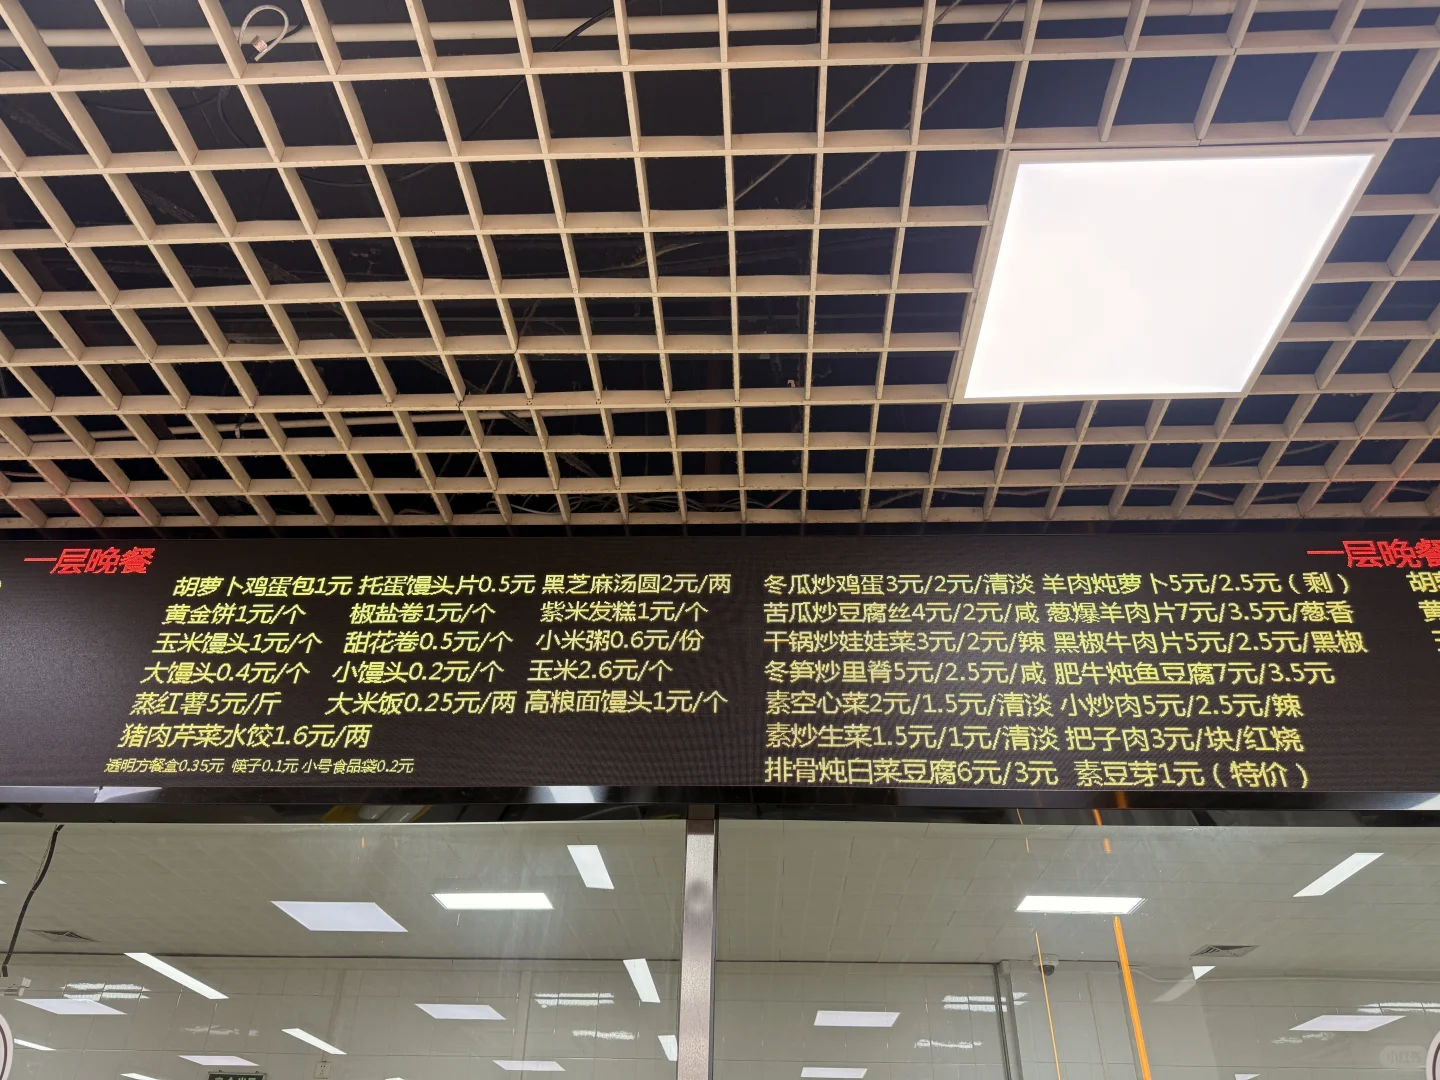 一层晚餐
胡萝卜鸡蛋包1元 托蛋馒头片0.5元 黑芝麻汤圆2元/两
黄金饼1元/个 椒盐卷1元/个 紫米发糕1元/个
玉米馒头1元/个 甜花卷0.5元/个 小米粥0.6元/份
大馒头0.4元/个 小馒头0.2元/个 玉米2.6元/个
蒸红薯5元/斤 大米饭0.25元/两 高粮面馒头1元/个
猪肉芹菜水饺1.6元/两
透明方餐盒0.35元 筷子0.1元 小号食品袋0.2元
冬瓜炒鸡蛋3元/2元/清淡 羊肉炖萝卜5元/2.5元（剩）
苦瓜炒豆腐丝4元/2元/咸 葱爆羊肉片7元/3.5元/葱香
干锅炒娃娃菜3元/2元/辣 黑椒牛肉片5元/2.5元/黑椒
冬笋炒里脊5元/2.5元/咸 肥牛炖鱼豆腐7元/3.5元
素空心菜2元/1.5元/清淡 小炒肉5元/2.5元/辣
素炒生菜1.5元/1元/清淡 把子肉3元/块/红烧
排骨炖白菜豆腐6元/3元 素豆芽1元（特价）
一层晚餐
胡
黄